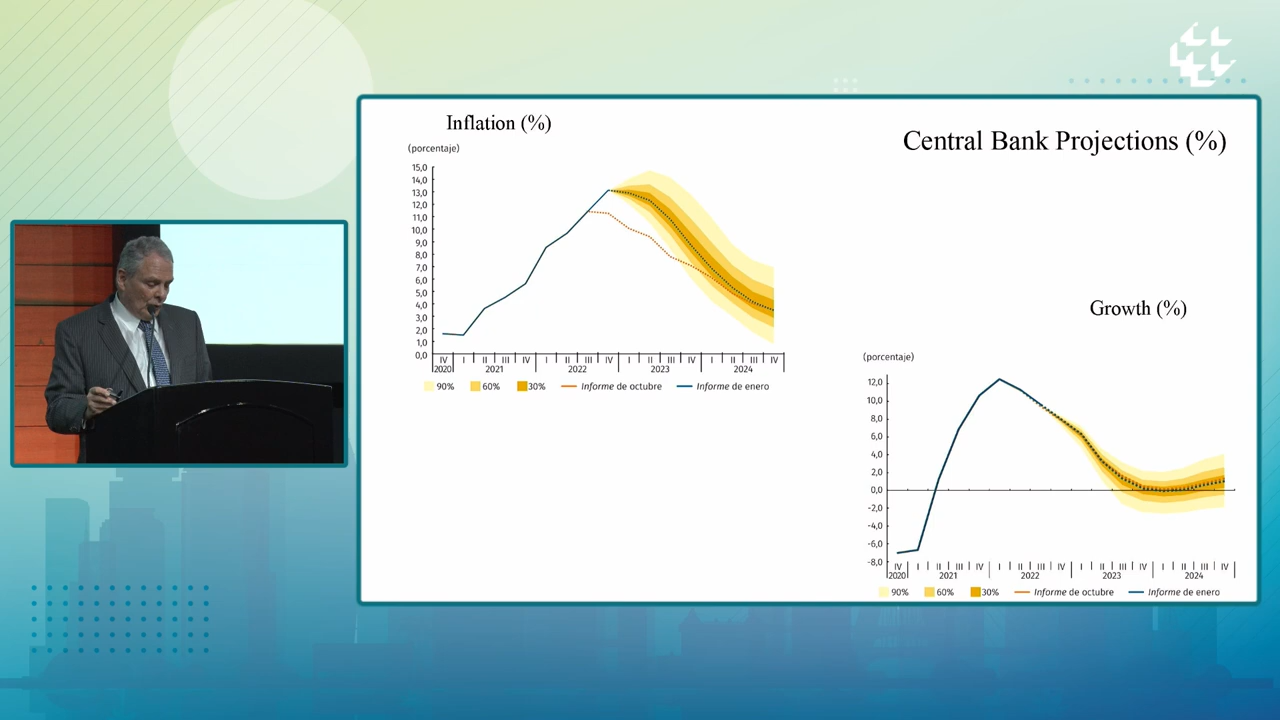 Inflation (%)
Central Bank Projections (%)
(porcentaje)
15,0
14,0
13,0
12,0
11,0
10,0
9,0
8,0
7,0
6,0
5,0
4,0
3,0
2,0
1,0
0,0
IV I II III IV I II III IV I II III IV I II III IV
2020 2021 2022 2023 2024
90% 60% 30% Informe de octubre Informe de enero
Growth (%)
(porcentaje)
12,0
10,0
8,0
6,0
4,0
2,0
0,0
-2,0
-4,0
-6,0
-8,0
IV I II III IV I II III IV I II III IV I II III IV
2020 2021 2022 2023 2024
90% 60% 30% Informe de octubre Informe de enero